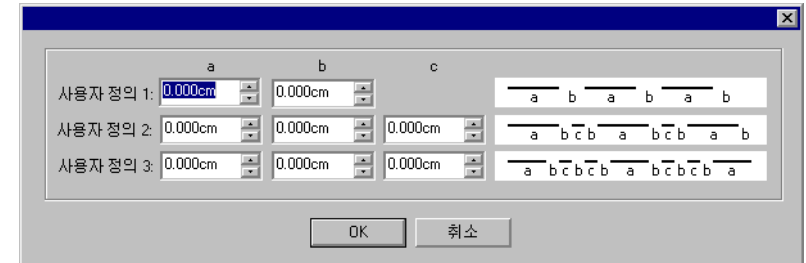 a b c
사용자 정의 1: 0.000cm 0.000cm a b a b a b
사용자 정의 2: 0.000cm 0.000cm 0.000cm a b c b a b c b a b
사용자 정의 3: 0.000cm 0.000cm 0.000cm a b c b c b a b c b c b a
OK 취소